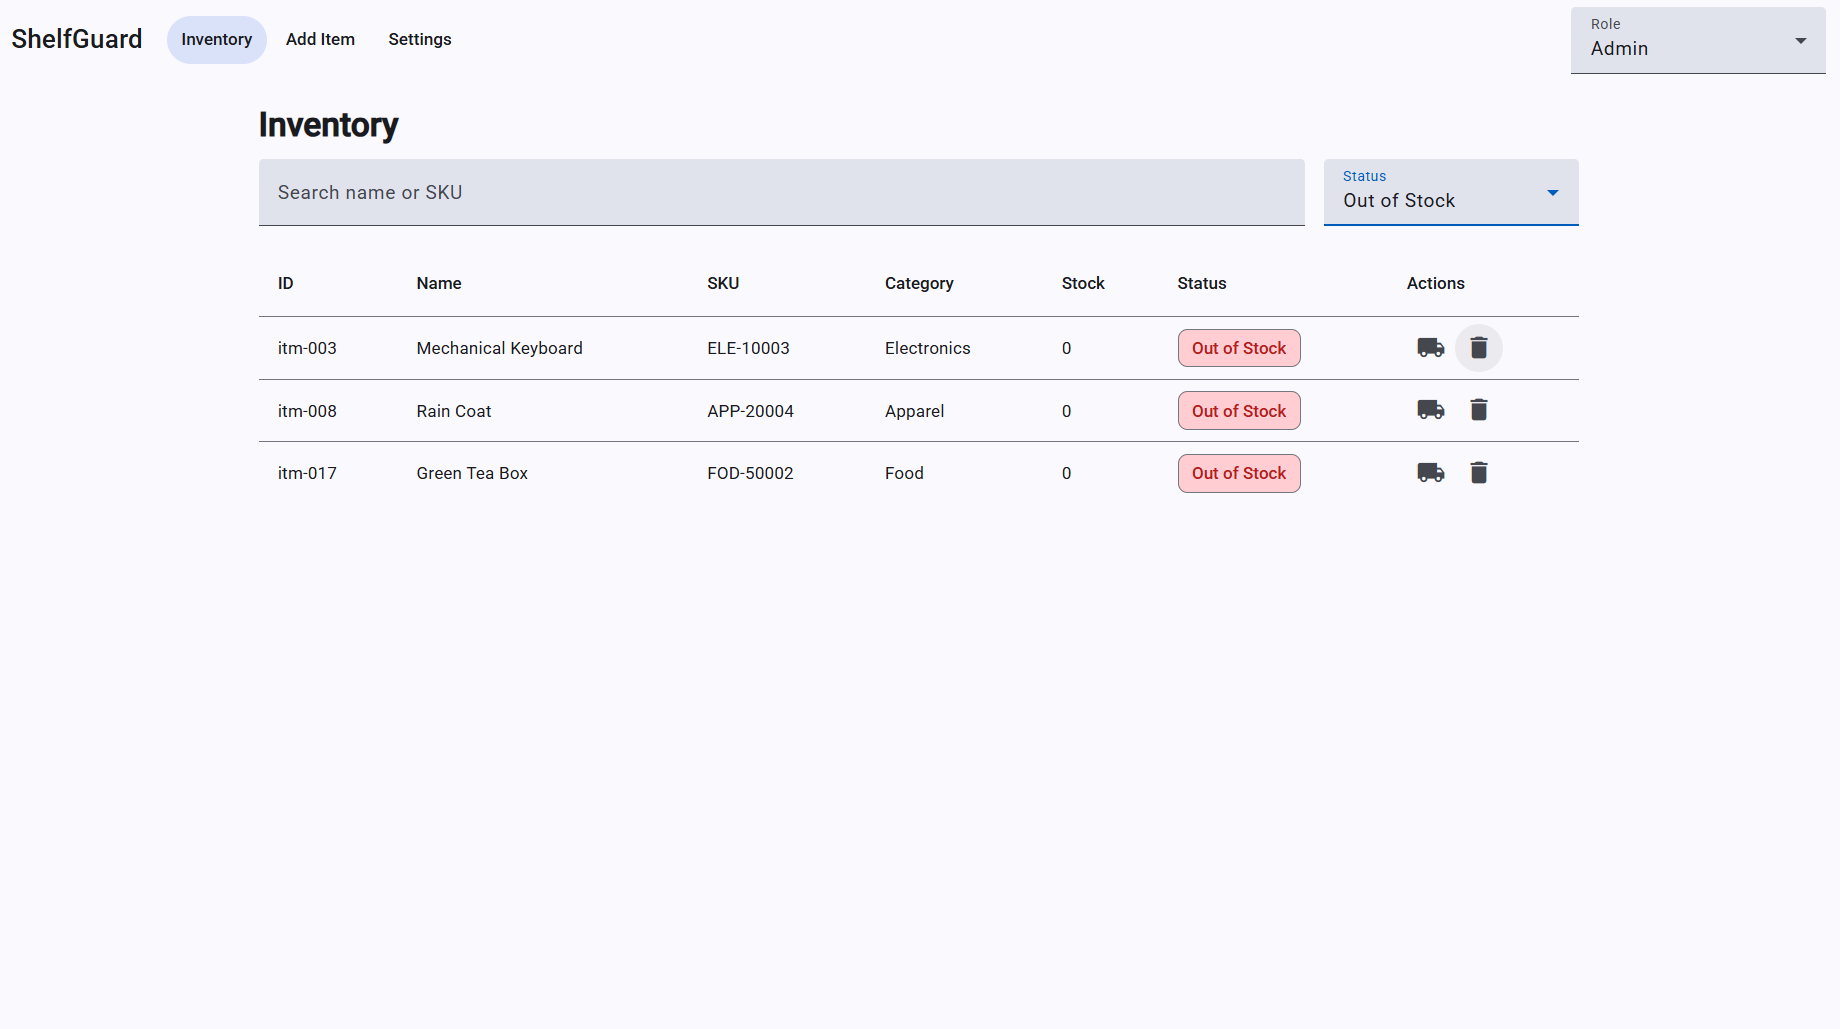 ShelfGuard Inventory Add Item Settings Role
Admin
Inventory
Search name or SKU Status
Out of Stock
ID Name SKU Category Stock Status Actions
itm-003 Mechanical Keyboard ELE-10003 Electronics 0 Out of Stock
itm-008 Rain Coat APP-20004 Apparel 0 Out of Stock
itm-017 Green Tea Box FOD-50002 Food 0 Out of Stock